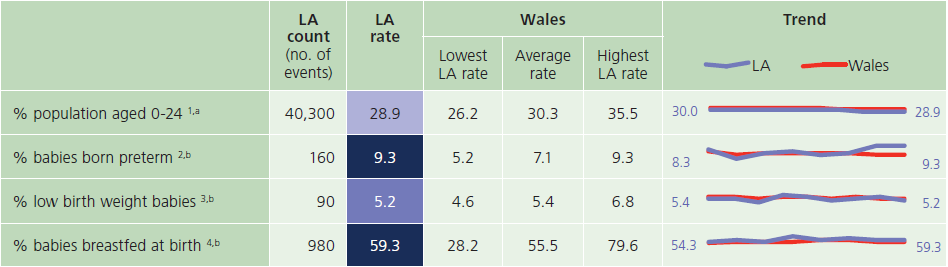 LA count (no. of events) LA rate Wales Trend
Lowest LA rate Average rate Highest LA rate LA Wales
% population aged 0-24 1,a 40,300 28.9 26.2 30.3 35.5 30.0 28.9
% babies born preterm 2,b 160 9.3 5.2 7.1 9.3 8.3 9.3
% low birth weight babies 3,b 90 5.2 4.6 5.4 6.8 5.4 5.2
% babies breastfed at birth 4,b 980 59.3 28.2 55.5 79.6 54.3 59.3